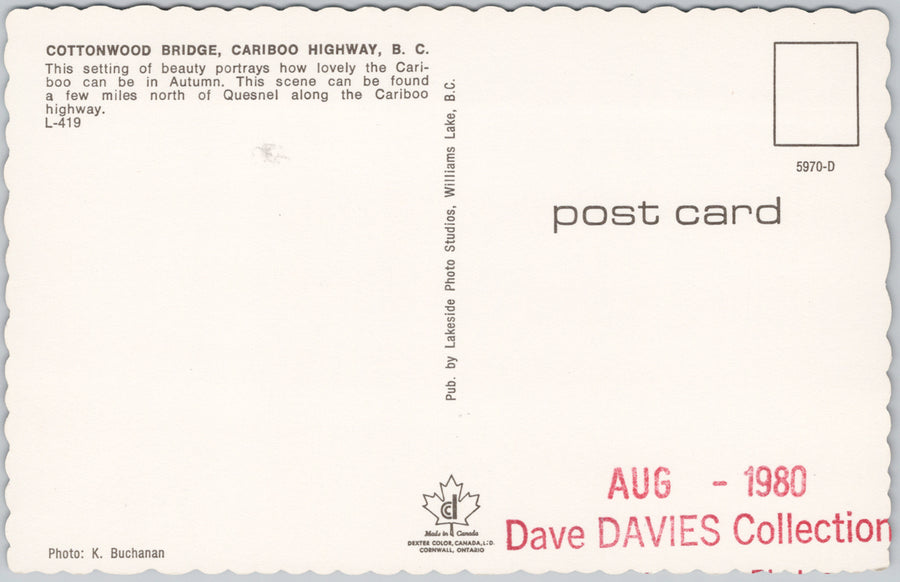 COTTONWOOD BRIDGE, CARIBOO HIGHWAY, B. C.
This setting of beauty portrays how lovely the Cari-
boo can be in Autumn. This scene can be found
a few miles north of Quesnel along the Cariboo
highway.
L-419
Pub. by Lakeside Photo Studios, Williams Lake, B.C.
5970-D
post card
Photo: K. Buchanan
Made in Canada
DEXTER COLOR, CANADA, LTD.
CORNWALL, ONTARIO
AUG - 1980
Dave DAVIES Collection